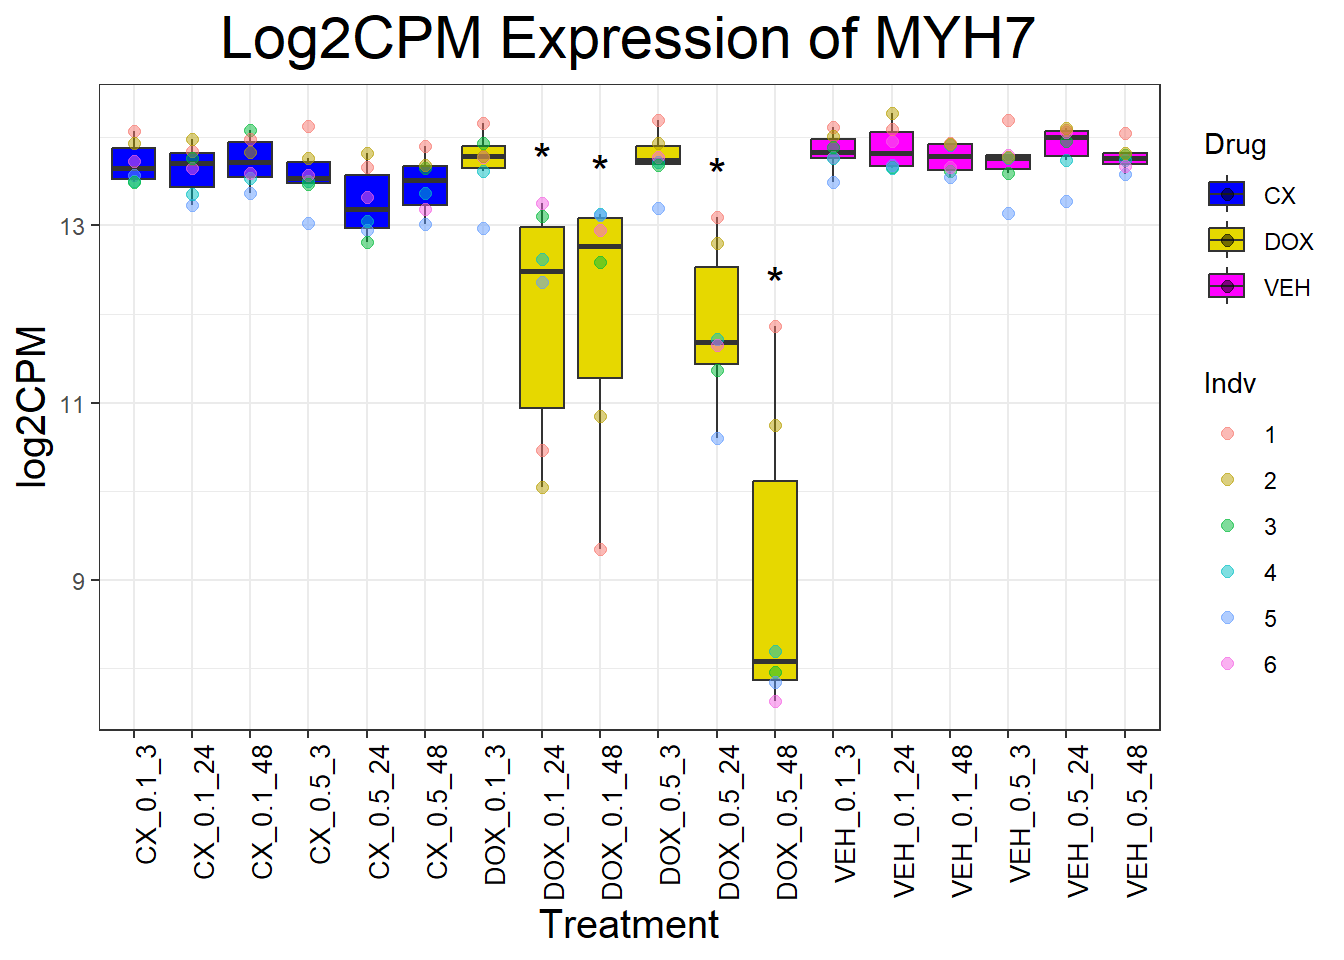 Log2CPM Expression of MYH7
log2CPM
13
11
9
*
*
*
*
CX_0.1_3
CX_0.1_24
CX_0.1_48
CX_0.5_3
CX_0.5_24
CX_0.5_48
DOX_0.1_3
DOX_0.1_24
DOX_0.1_48
DOX_0.5_3
DOX_0.5_24
DOX_0.5_48
VEH_0.1_3
VEH_0.1_24
VEH_0.1_48
VEH_0.5_3
VEH_0.5_24
VEH_0.5_48
Treatment
Drug
CX
DOX
VEH
Indv
1
2
3
4
5
6